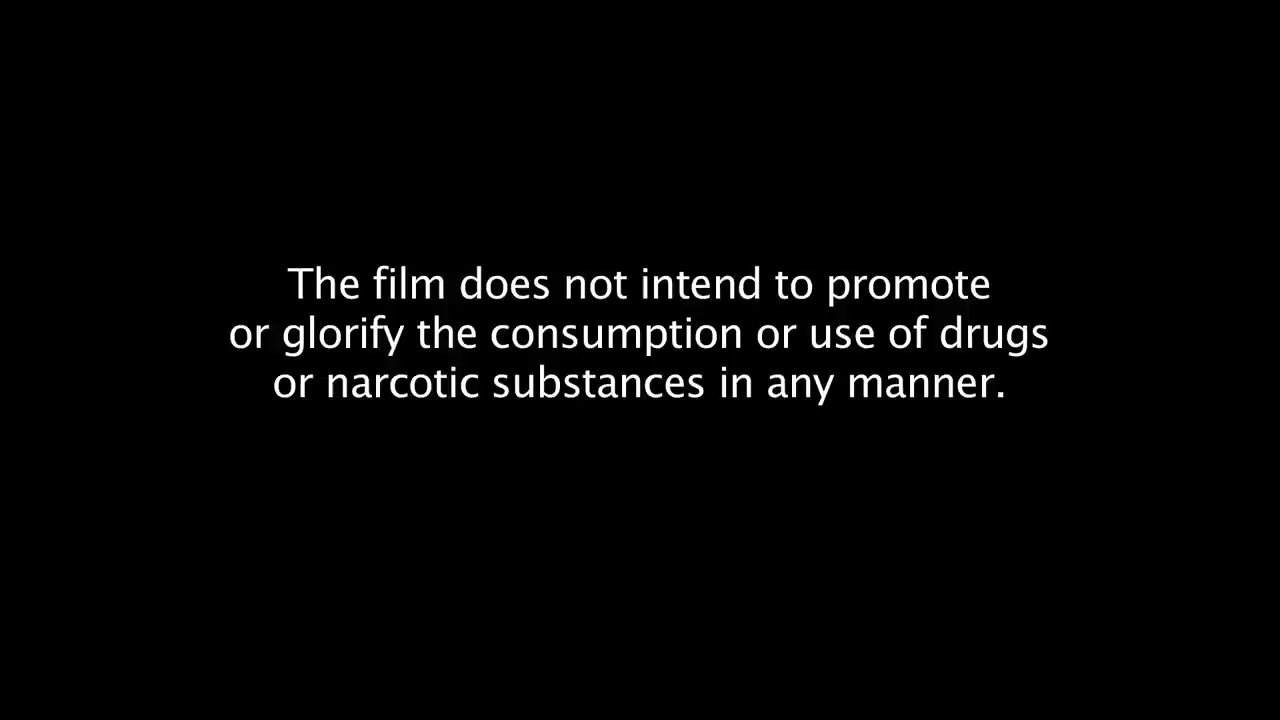 The film does not intend to promote
or glorify the consumption or use of drugs
or narcotic substances in any manner.